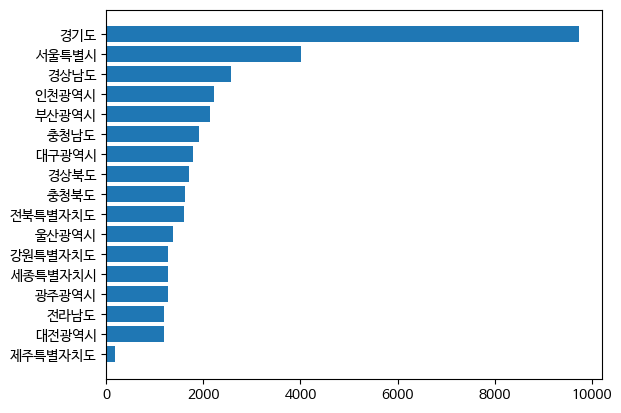 경기도
서울특별시
경상남도
인천광역시
부산광역시
충청남도
대구광역시
경상북도
충청북도
전북특별자치도
울산광역시
강원특별자치도
세종특별자치시
광주광역시
전라남도
대전광역시
제주특별자치도
0 2000 4000 6000 8000 10000